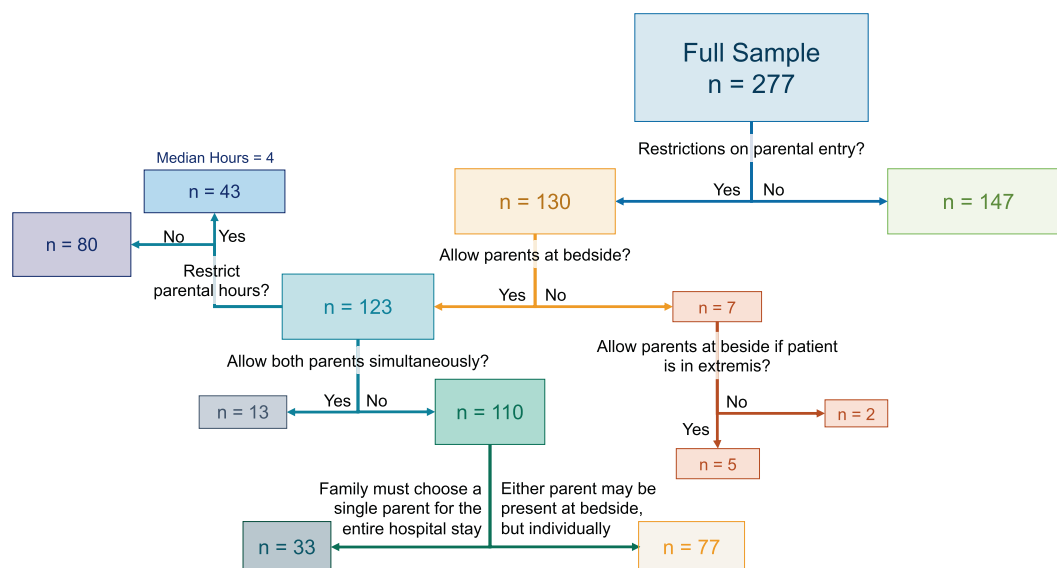 Full Sample
n = 277
Restrictions on parental entry?
Yes
No
n = 130
n = 147
Allow parents at bedside?
Yes
No
Median Hours = 4
n = 43
n = 80
No
Yes
Restrict
parental hours?
n = 123
n = 7
Allow both parents simultaneously?
Yes
No
n = 13
n = 110
Allow parents at beside if patient
is in extremis?
No
Yes
n = 2
n = 5
Family must choose a
single parent for the
entire hospital stay
Either parent may be
present at bedside,
but individually
n = 33
n = 77